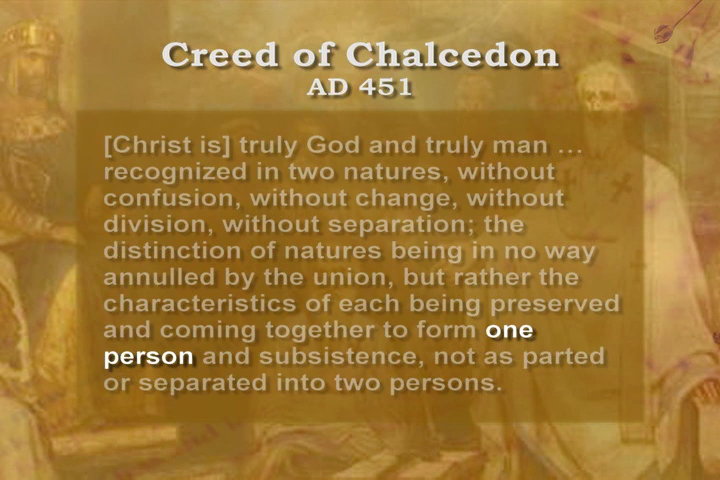 Creed of Chalcedon
AD 451
[Christ is] truly God and truly man …
recognized in two natures, without
confusion, without change, without
division, without separation; the
distinction of natures being in no way
annulled by the union, but rather the
characteristics of each being preserved
and coming together to form one
person and subsistence, not as parted
or separated into two persons.